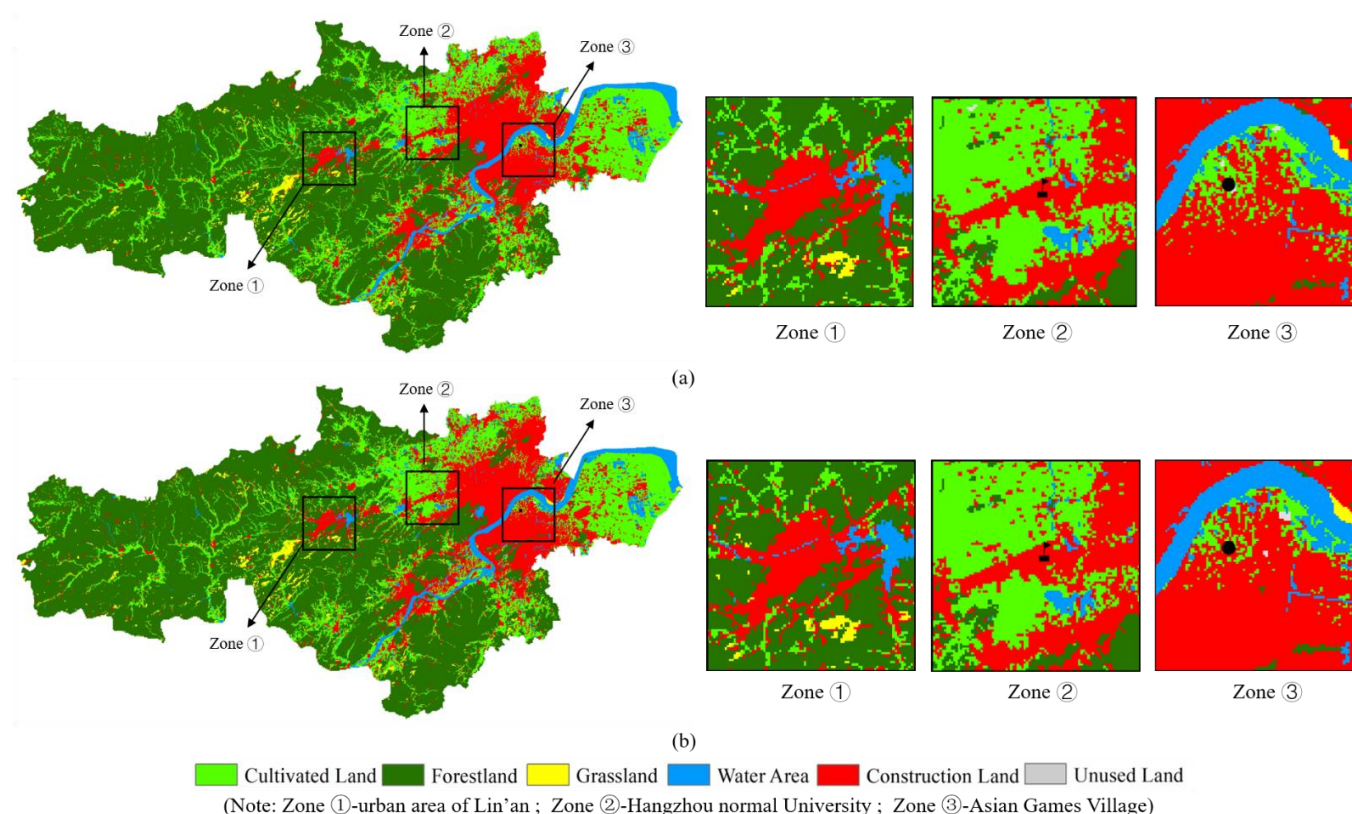 Zone ②
Zone ③
Zone ①
Zone ① Zone ② Zone ③
(a)
Zone ②
Zone ③
Zone ①
Zone ① Zone ② Zone ③
(b)
Cultivated Land Forestland Grassland Water Area Construction Land Unused Land
(Note: Zone ①-urban area of Lin'an ; Zone ②-Hangzhou normal University ; Zone ③-Asian Games Village)